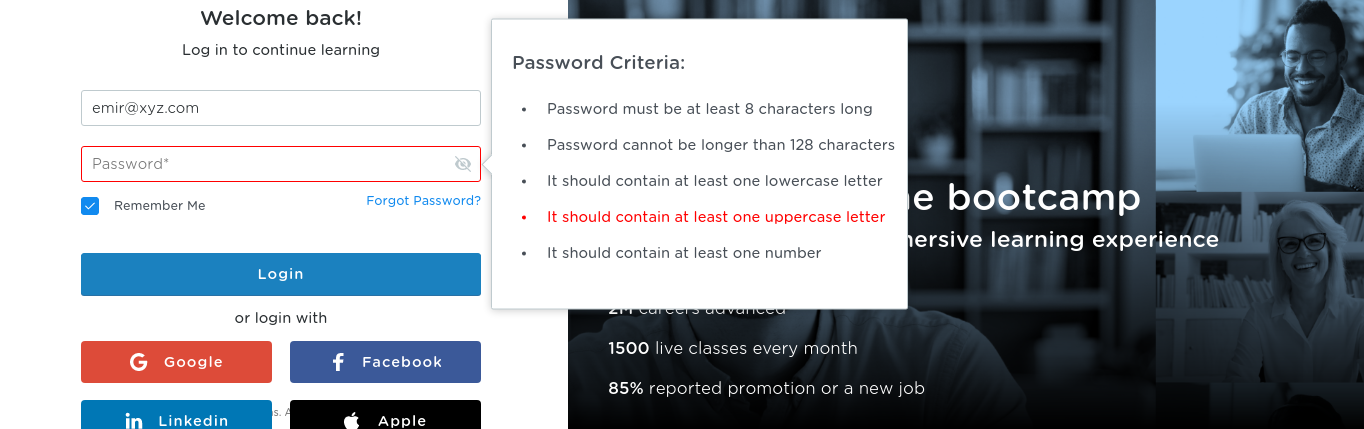 Welcome back!
Log in to continue learning
emir@xyz.com
Password*
Remember Me
Forgot Password?
Login
or login with
Google
Facebook
Linkedin
Apple
Password Criteria:
• Password must be at least 8 characters long
• Password cannot be longer than 128 characters
• It should contain at least one lowercase letter
• It should contain at least one uppercase letter
• It should contain at least one number
bootcamp
learning experience
2M careers advanced
1500 live classes every month
85% reported promotion or a new job